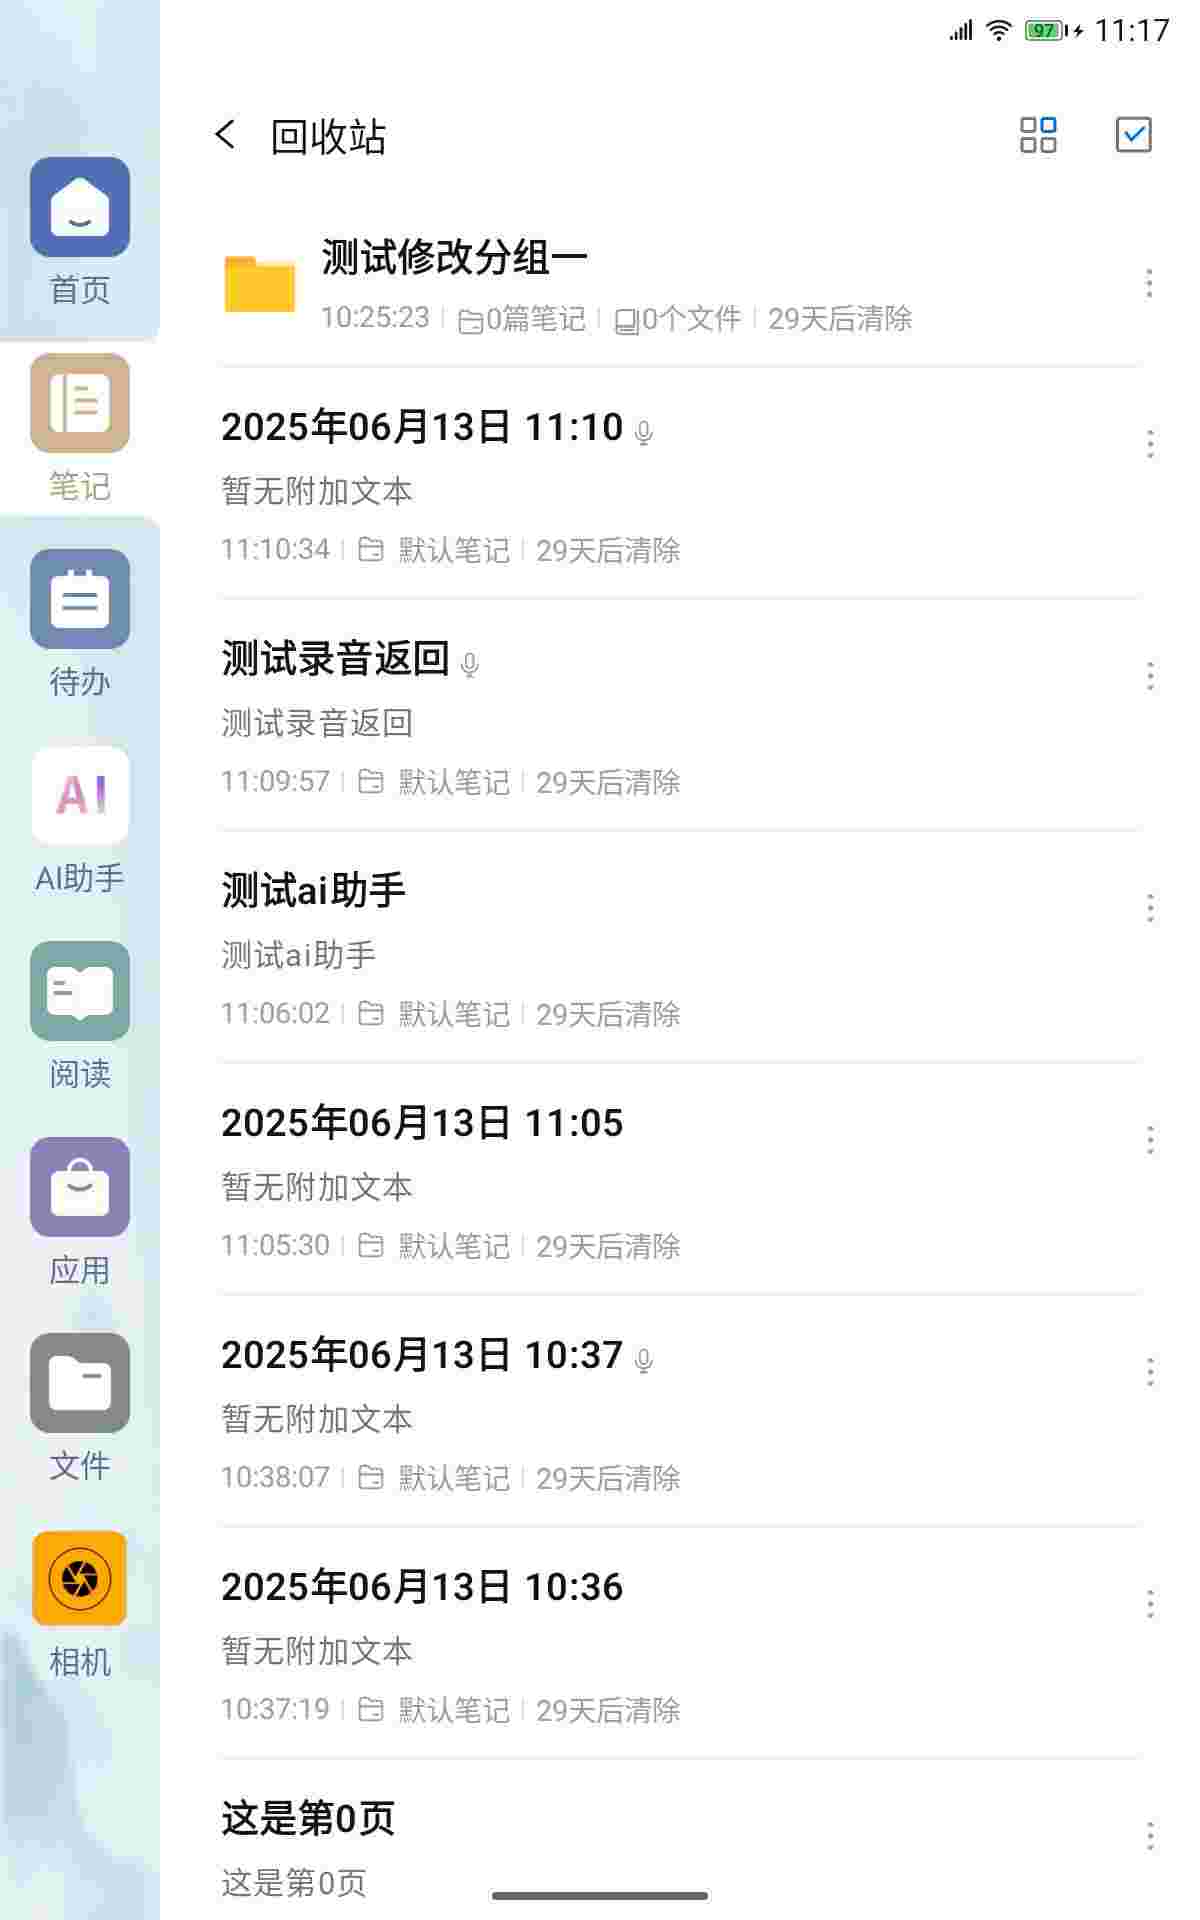 97 11:17
回收站
首页
笔记
待办
AI
AI助手
阅读
应用
文件
相机
测试修改分组一
10:25:23 0篇笔记 0个文件 29天后清除
2025年06月13日 11:10
暂无附加文本
11:10:34 默认笔记 29天后清除
测试录音返回
测试录音返回
11:09:57 默认笔记 29天后清除
测试ai助手
测试ai助手
11:06:02 默认笔记 29天后清除
2025年06月13日 11:05
暂无附加文本
11:05:30 默认笔记 29天后清除
2025年06月13日 10:37
暂无附加文本
10:38:07 默认笔记 29天后清除
2025年06月13日 10:36
暂无附加文本
10:37:19 默认笔记 29天后清除
这是第0页
这是第0页